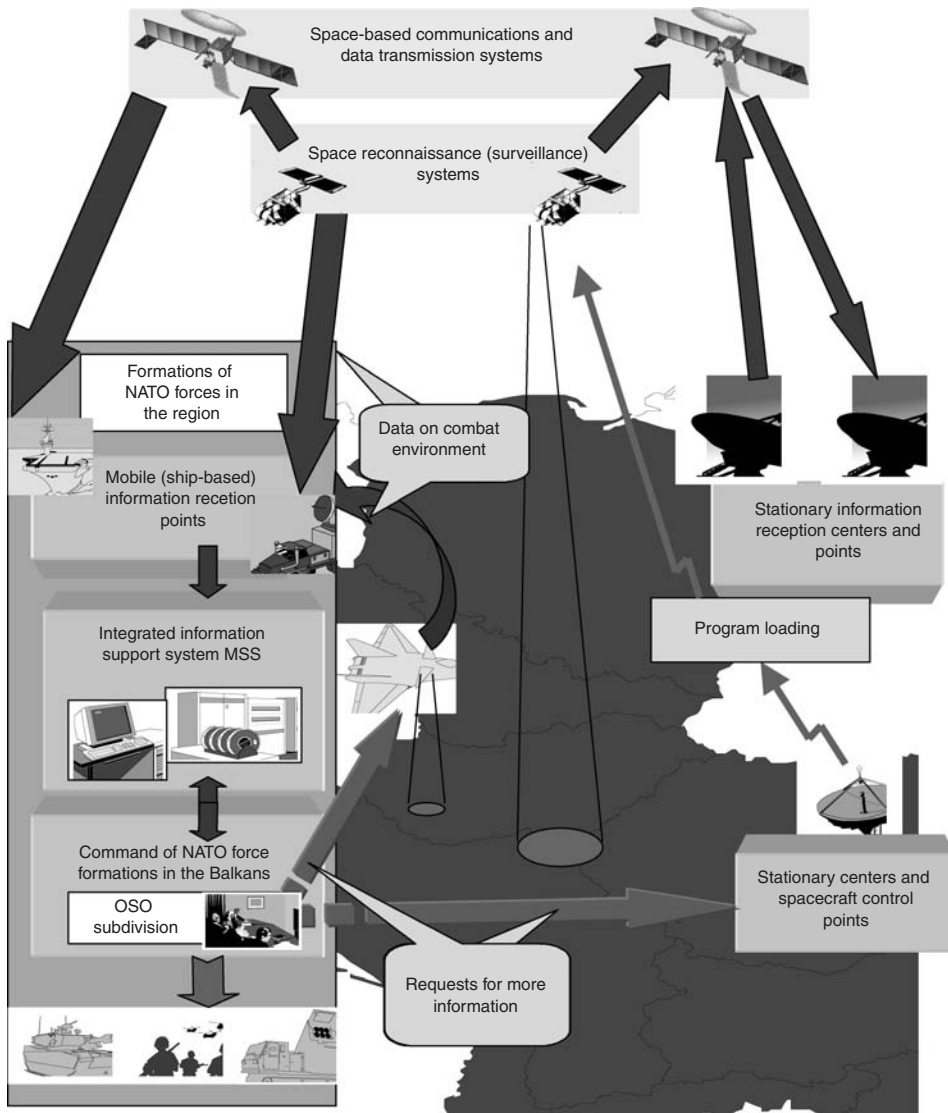 Space-based communications and
data transmission systems
Space reconnaissance (surveillance)
systems
Formations of
NATO forces in
the region
Data on combat
environment
Mobile (ship-based)
information recetion
points
Stationary information
reception centers and
points
Integrated information
support system MSS
Program loading
Command of NATO force
formations in the Balkans
OSO
subdivision
Stationary centers and
spacecraft control
points
Requests for more
information